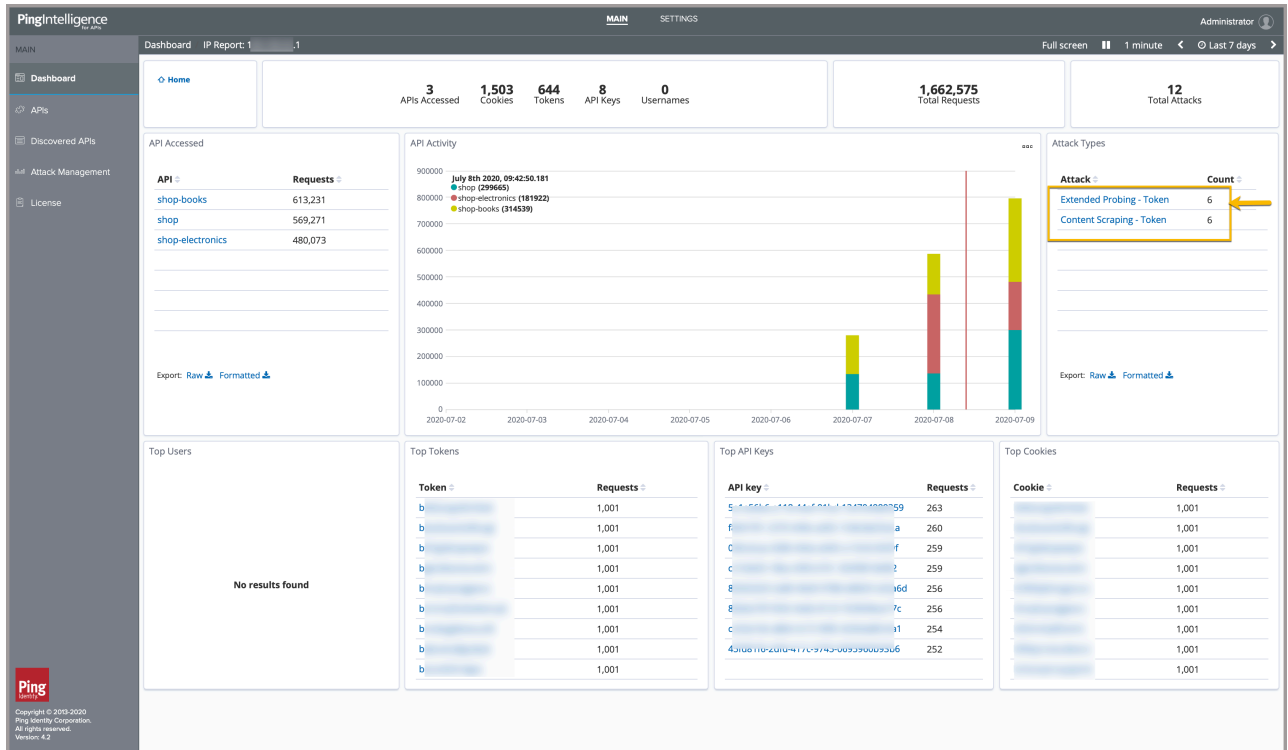 PingIntelligence
for APIs
MAIN SETTINGS
Administrator
MAIN
Dashboard IP Report: 1 .1
Full screen 1 minute Last 7 days
Dashboard
APIs
Discovered APIs
Attack Management
License
Home
3 1,503 644 8 0
APIs Accessed Cookies Tokens API Keys Usernames
1,662,575
Total Requests
12
Total Attacks
API Accessed
API Requests
shop-books 613,231
shop 569,271
shop-electronics 480,073
Export: Raw Formatted
API Activity
900000
800000
700000
600000
500000
400000
300000
200000
100000
0
July 8th 2020, 09:42:50.181
shop (299665)
shop-electronics (181922)
shop-books (314539)
2020-07-02 2020-07-03 2020-07-04 2020-07-05 2020-07-06 2020-07-07 2020-07-08 2020-07-09
Attack Types
Attack Count
Extended Probing - Token 6
Content Scraping - Token 6
Export: Raw Formatted
Top Users
No results found
Top Tokens
Token Requests
b 1,001
b 1,001
b 1,001
b 1,001
b 1,001
b 1,001
b 1,001
b 1,001
b 1,001
Top API Keys
API key Requests
263
260
259
259
256
256
254
252
Top Cookies
Cookie Requests
1,001
1,001
1,001
1,001
1,001
1,001
1,001
1,001
1,001
Ping
Identity
Copyright © 2013-2020
Ping Identity Corporation.
All rights reserved.
Version: 4.2